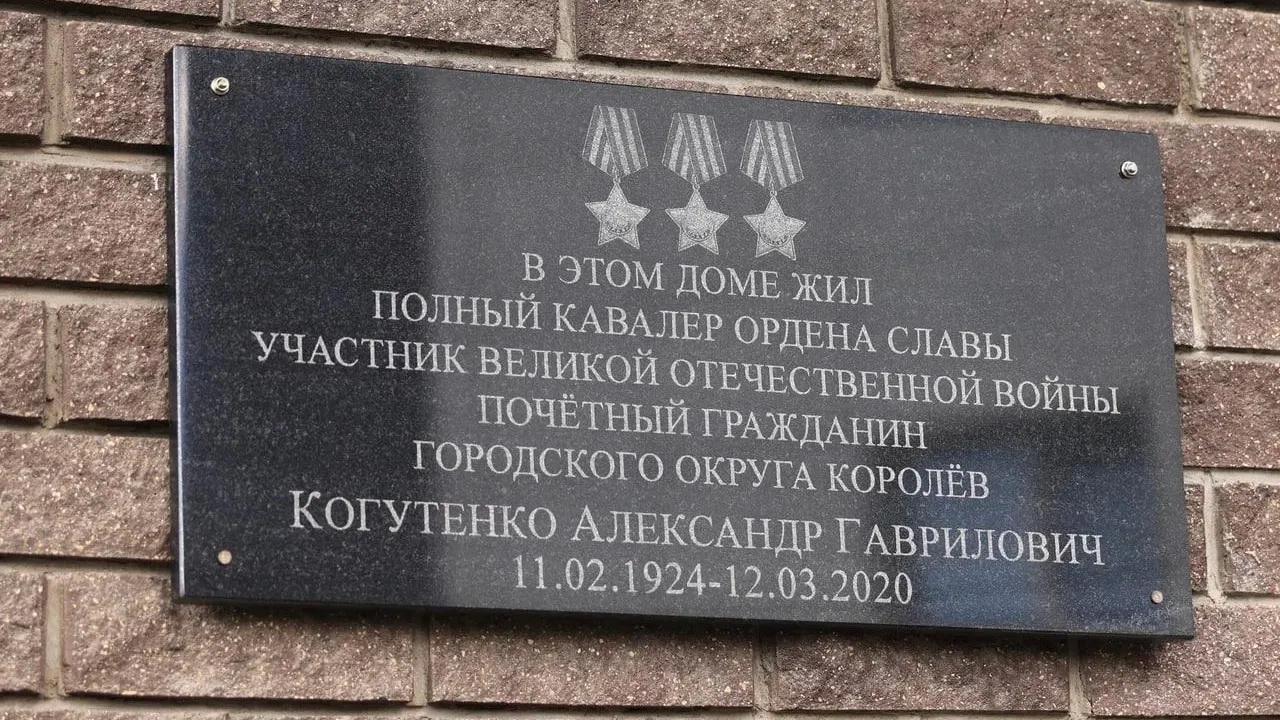 В ЭТОМ ДОМЕ ЖИЛ
ПОЛНЫЙ КАВАЛЕР ОРДЕНА СЛАВЫ
УЧАСТНИК ВЕЛИКОЙ ОТЕЧЕСТВЕННОЙ ВОЙНЫ
ПОЧЁТНЫЙ ГРАЖДАНИН
ГОРОДСКОГО ОКРУГА КОРОЛЁВ
КОГУТЕНКО АЛЕКСАНДР ГАВРИЛОВИЧ
11.02.1924-12.03.2020